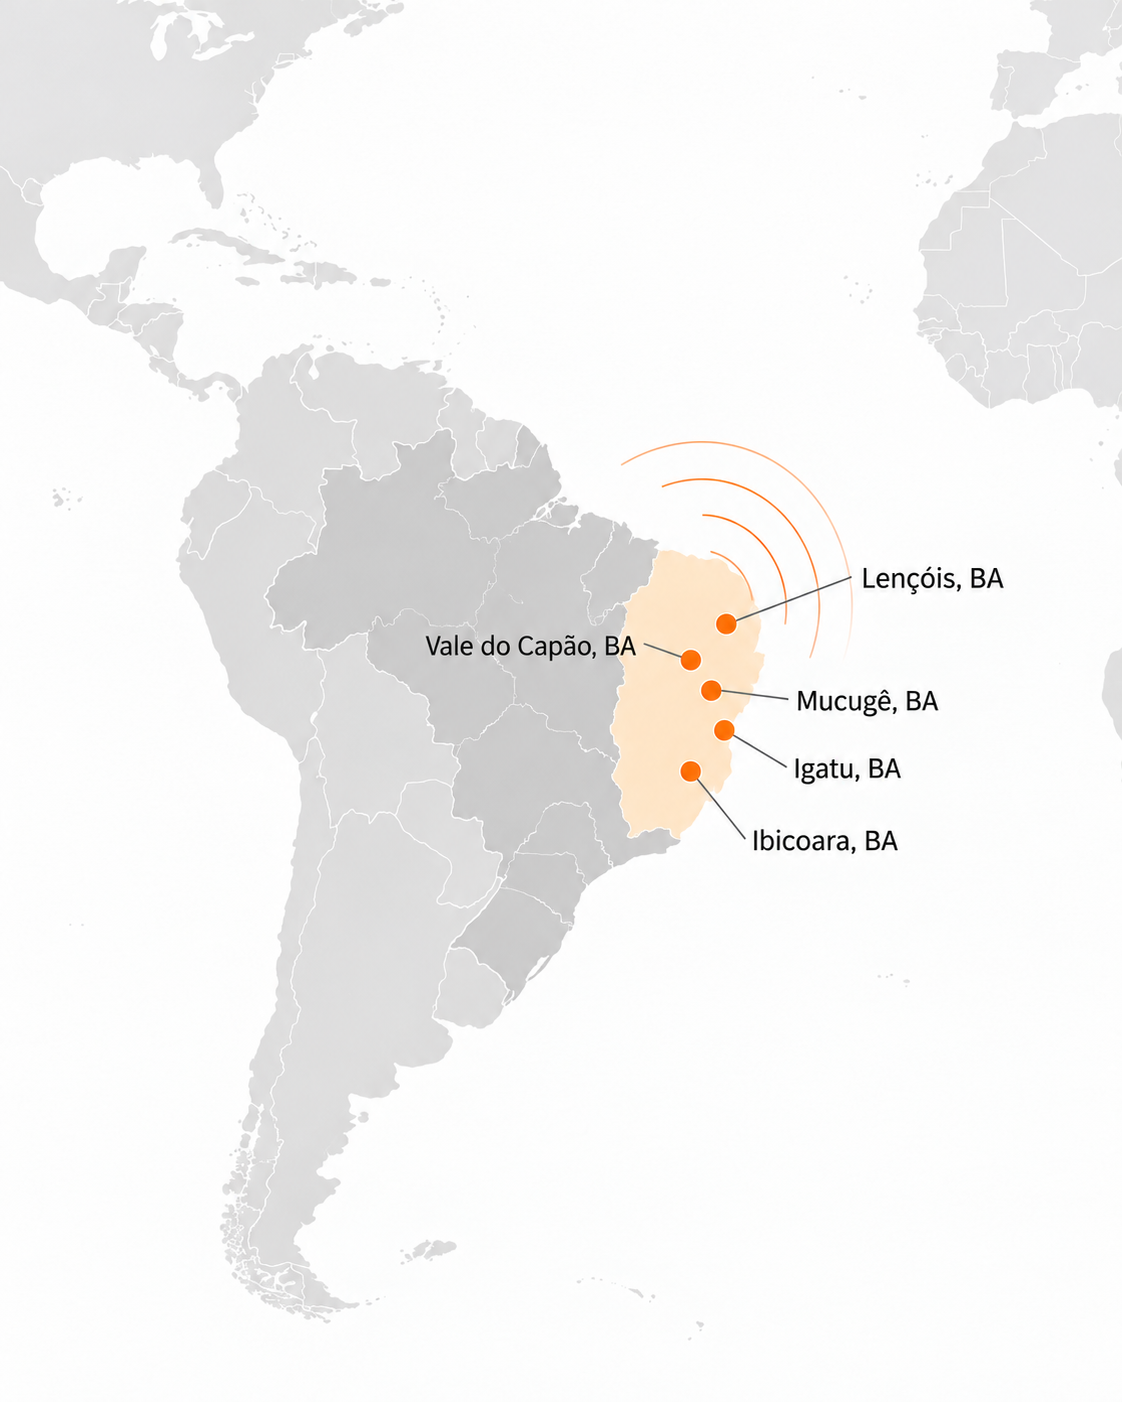 Lençóis, BA
Vale do Capão, BA
Mucugê, BA
Igatu, BA
Ibicoara, BA